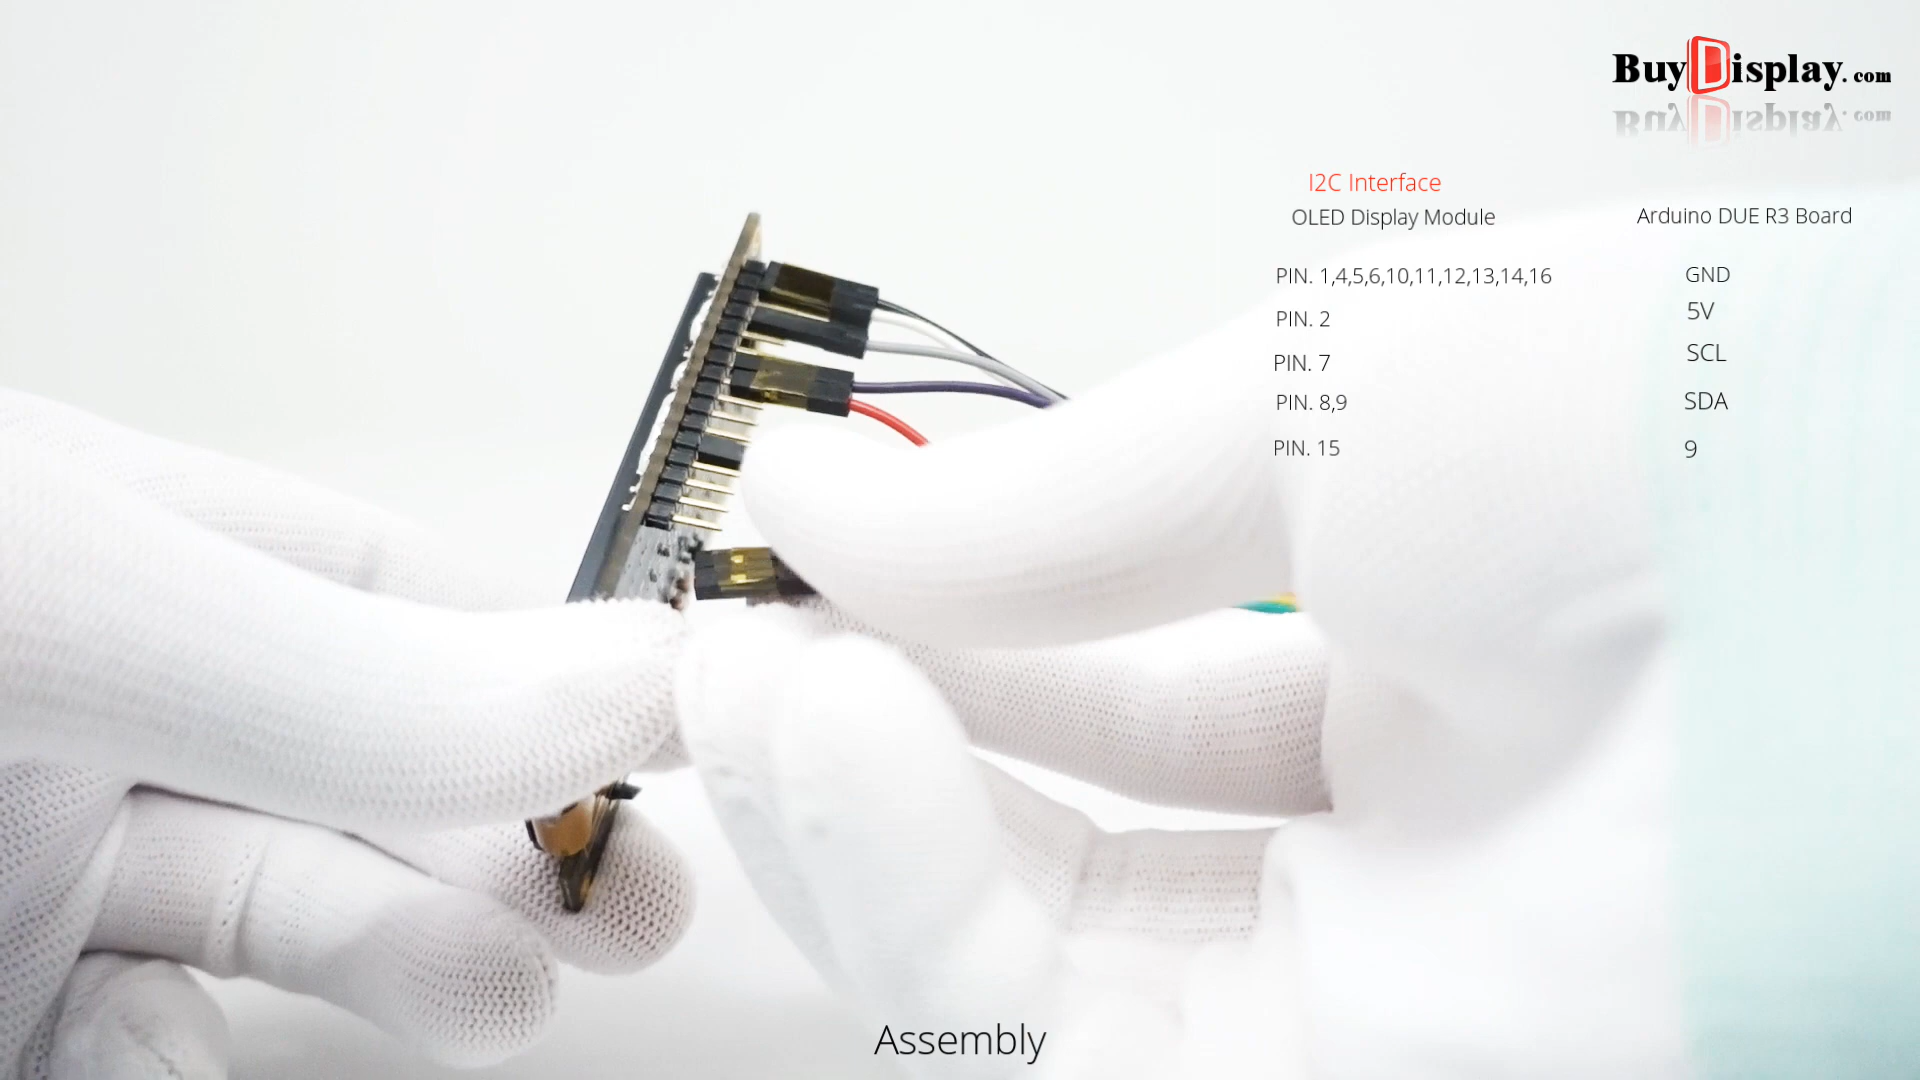 BuyDisplay.com
I2C Interface
OLED Display Module Arduino DUE R3 Board
PIN. 1,4,5,6,10,11,12,13,14,16 GND
PIN. 2 5V
PIN. 7 SCL
PIN. 8,9 SDA
PIN. 15 9
Assembly